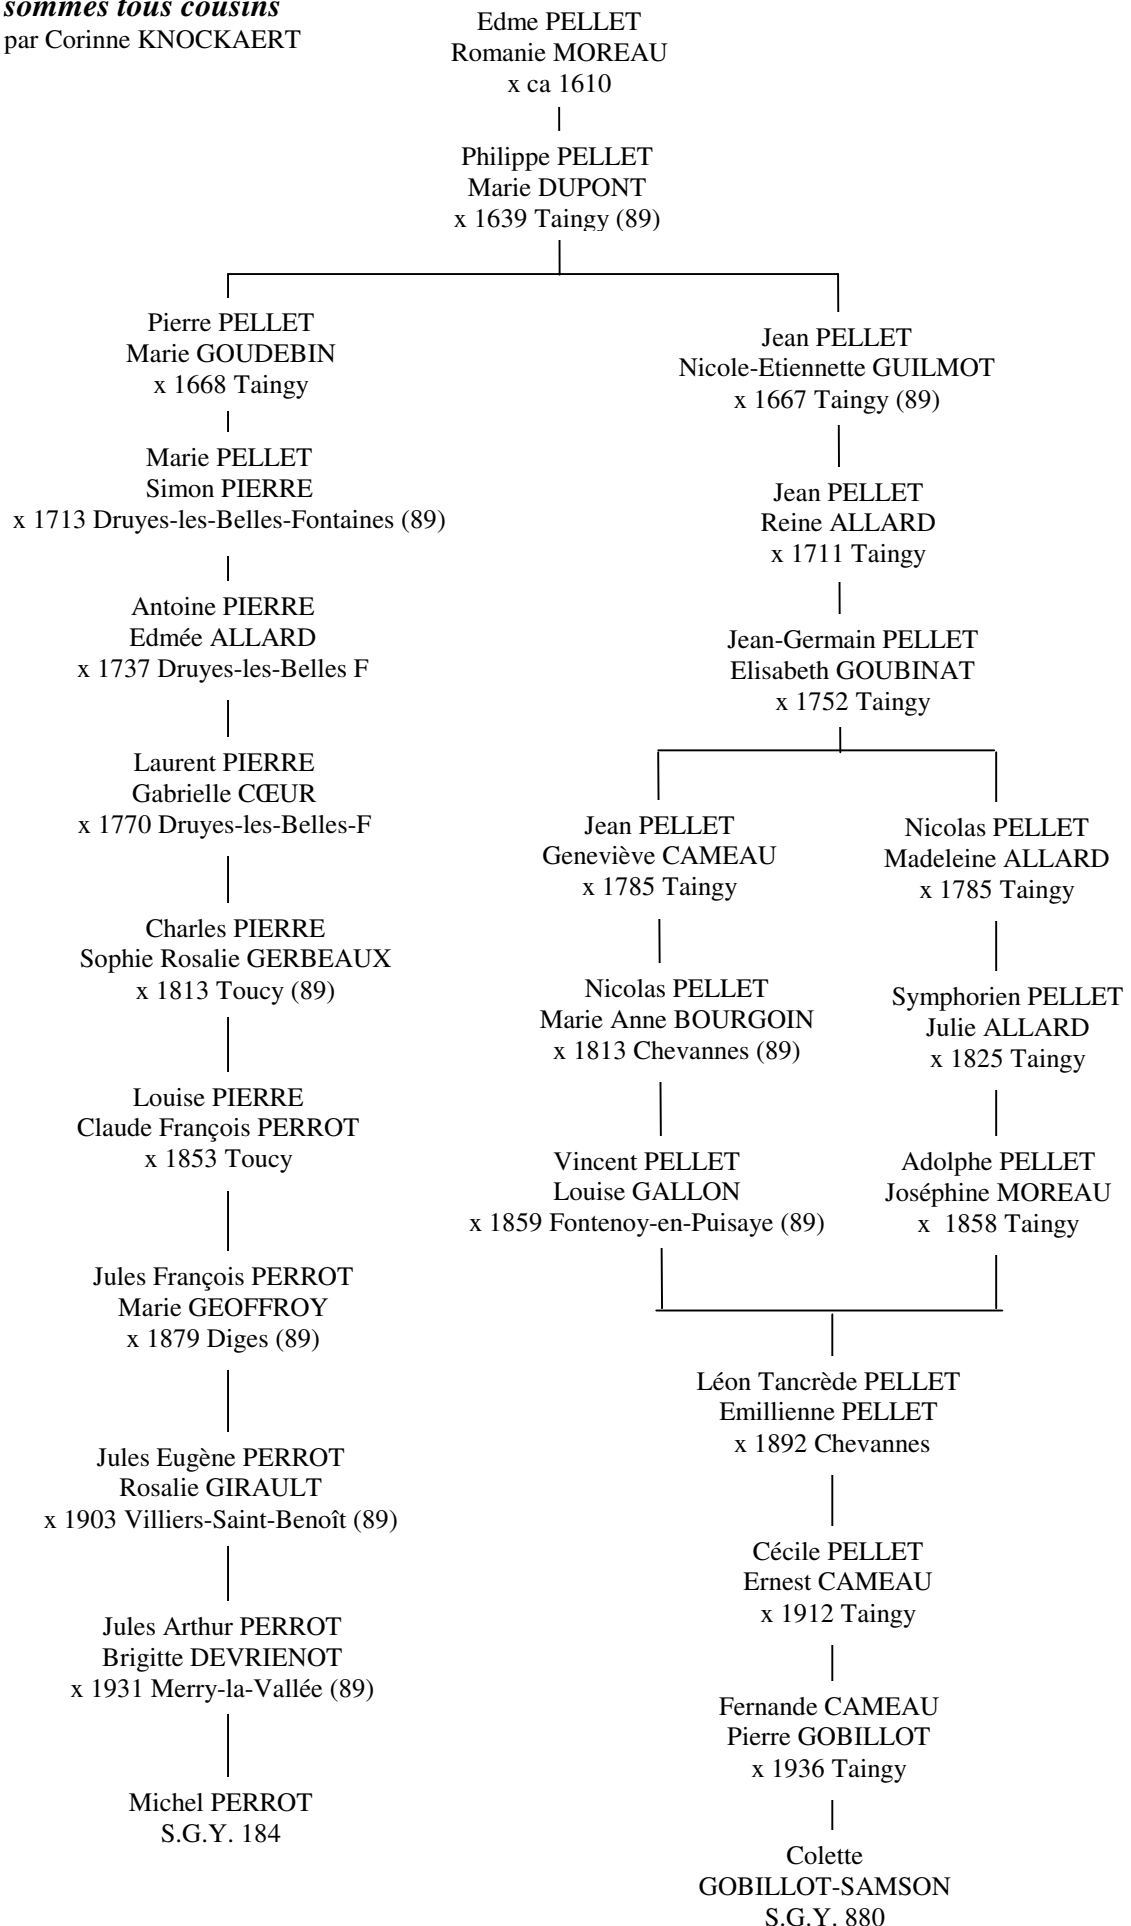 sommes tous cousins
par Corinne KNOCKAERT
Edme PELLET
Romanie MOREAU
x ca 1610
Philippe PELLET
Marie DUPONT
x 1639 Taingy (89)
Pierre PELLET
Marie GOUDEBIN
x 1668 Taingy
Marie PELLET
Simon PIERRE
x 1713 Druyes-les-Belles-Fontaines (89)
Antoine PIERRE
Edmée ALLARD
x 1737 Druyes-les-Belles F
Laurent PIERRE
Gabrielle CŒUR
x 1770 Druyes-les-Belles-F
Charles PIERRE
Sophie Rosalie GERBEAUX
x 1813 Toucy (89)
Louise PIERRE
Claude François PERROT
x 1853 Toucy
Jules François PERROT
Marie GEOFFROY
x 1879 Diges (89)
Jules Eugène PERROT
Rosalie GIRAULT
x 1903 Villiers-Saint-Benoît (89)
Jules Arthur PERROT
Brigitte DEVRIENOT
x 1931 Merry-la-Vallée (89)
Michel PERROT
S.G.Y. 184
Jean PELLET
Nicole-Etiennette GUILMOT
x 1667 Taingy (89)
Jean PELLET
Reine ALLARD
x 1711 Taingy
Jean-Germain PELLET
Elisabeth GOUBINAT
x 1752 Taingy
Jean PELLET
Geneviève CAMEAU
x 1785 Taingy
Nicolas PELLET
Marie Anne BOURGOIN
x 1813 Chevannes (89)
Vincent PELLET
Louise GALLON
x 1859 Fontenoy-en-Puisaye (89)
Nicolas PELLET
Madeleine ALLARD
x 1785 Taingy
Symphorien PELLET
Julie ALLARD
x 1825 Taingy
Adolphe PELLET
Joséphine MOREAU
x 1858 Taingy
Léon Tancrède PELLET
Emillienne PELLET
x 1892 Chevannes
Cécile PELLET
Ernest CAMEAU
x 1912 Taingy
Fernande CAMEAU
Pierre GOBILLOT
x 1936 Taingy
Colette
GOBILLOT-SAMSON
S.G.Y. 880